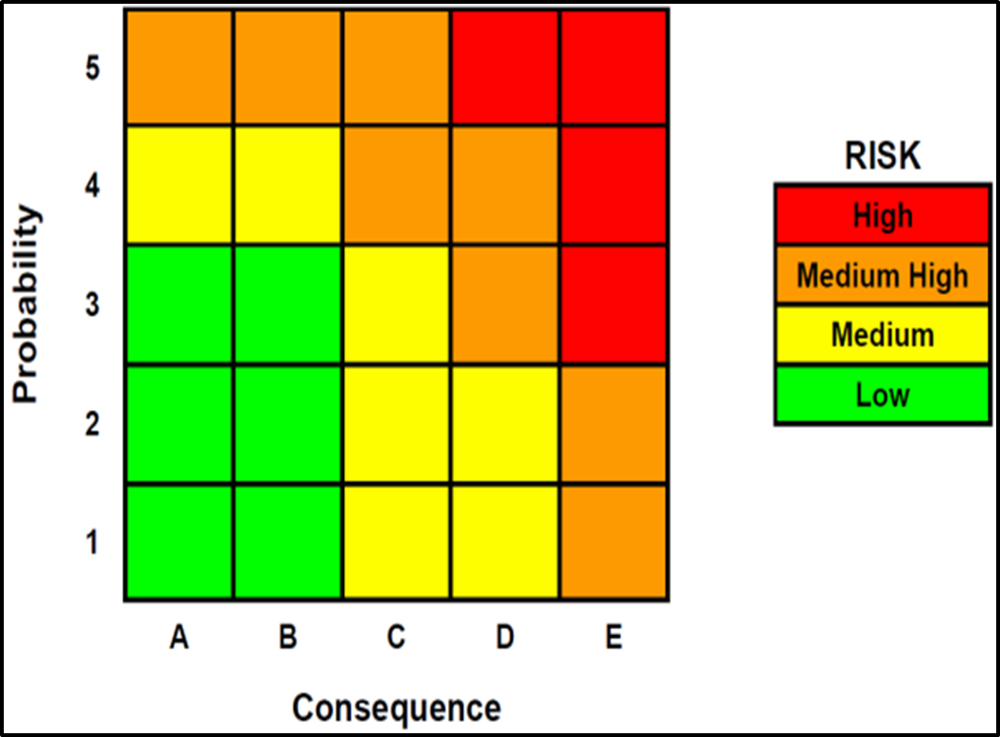 5
4
3
2
1
Probability
A B C D E
Consequence
RISK
High
Medium High
Medium
Low